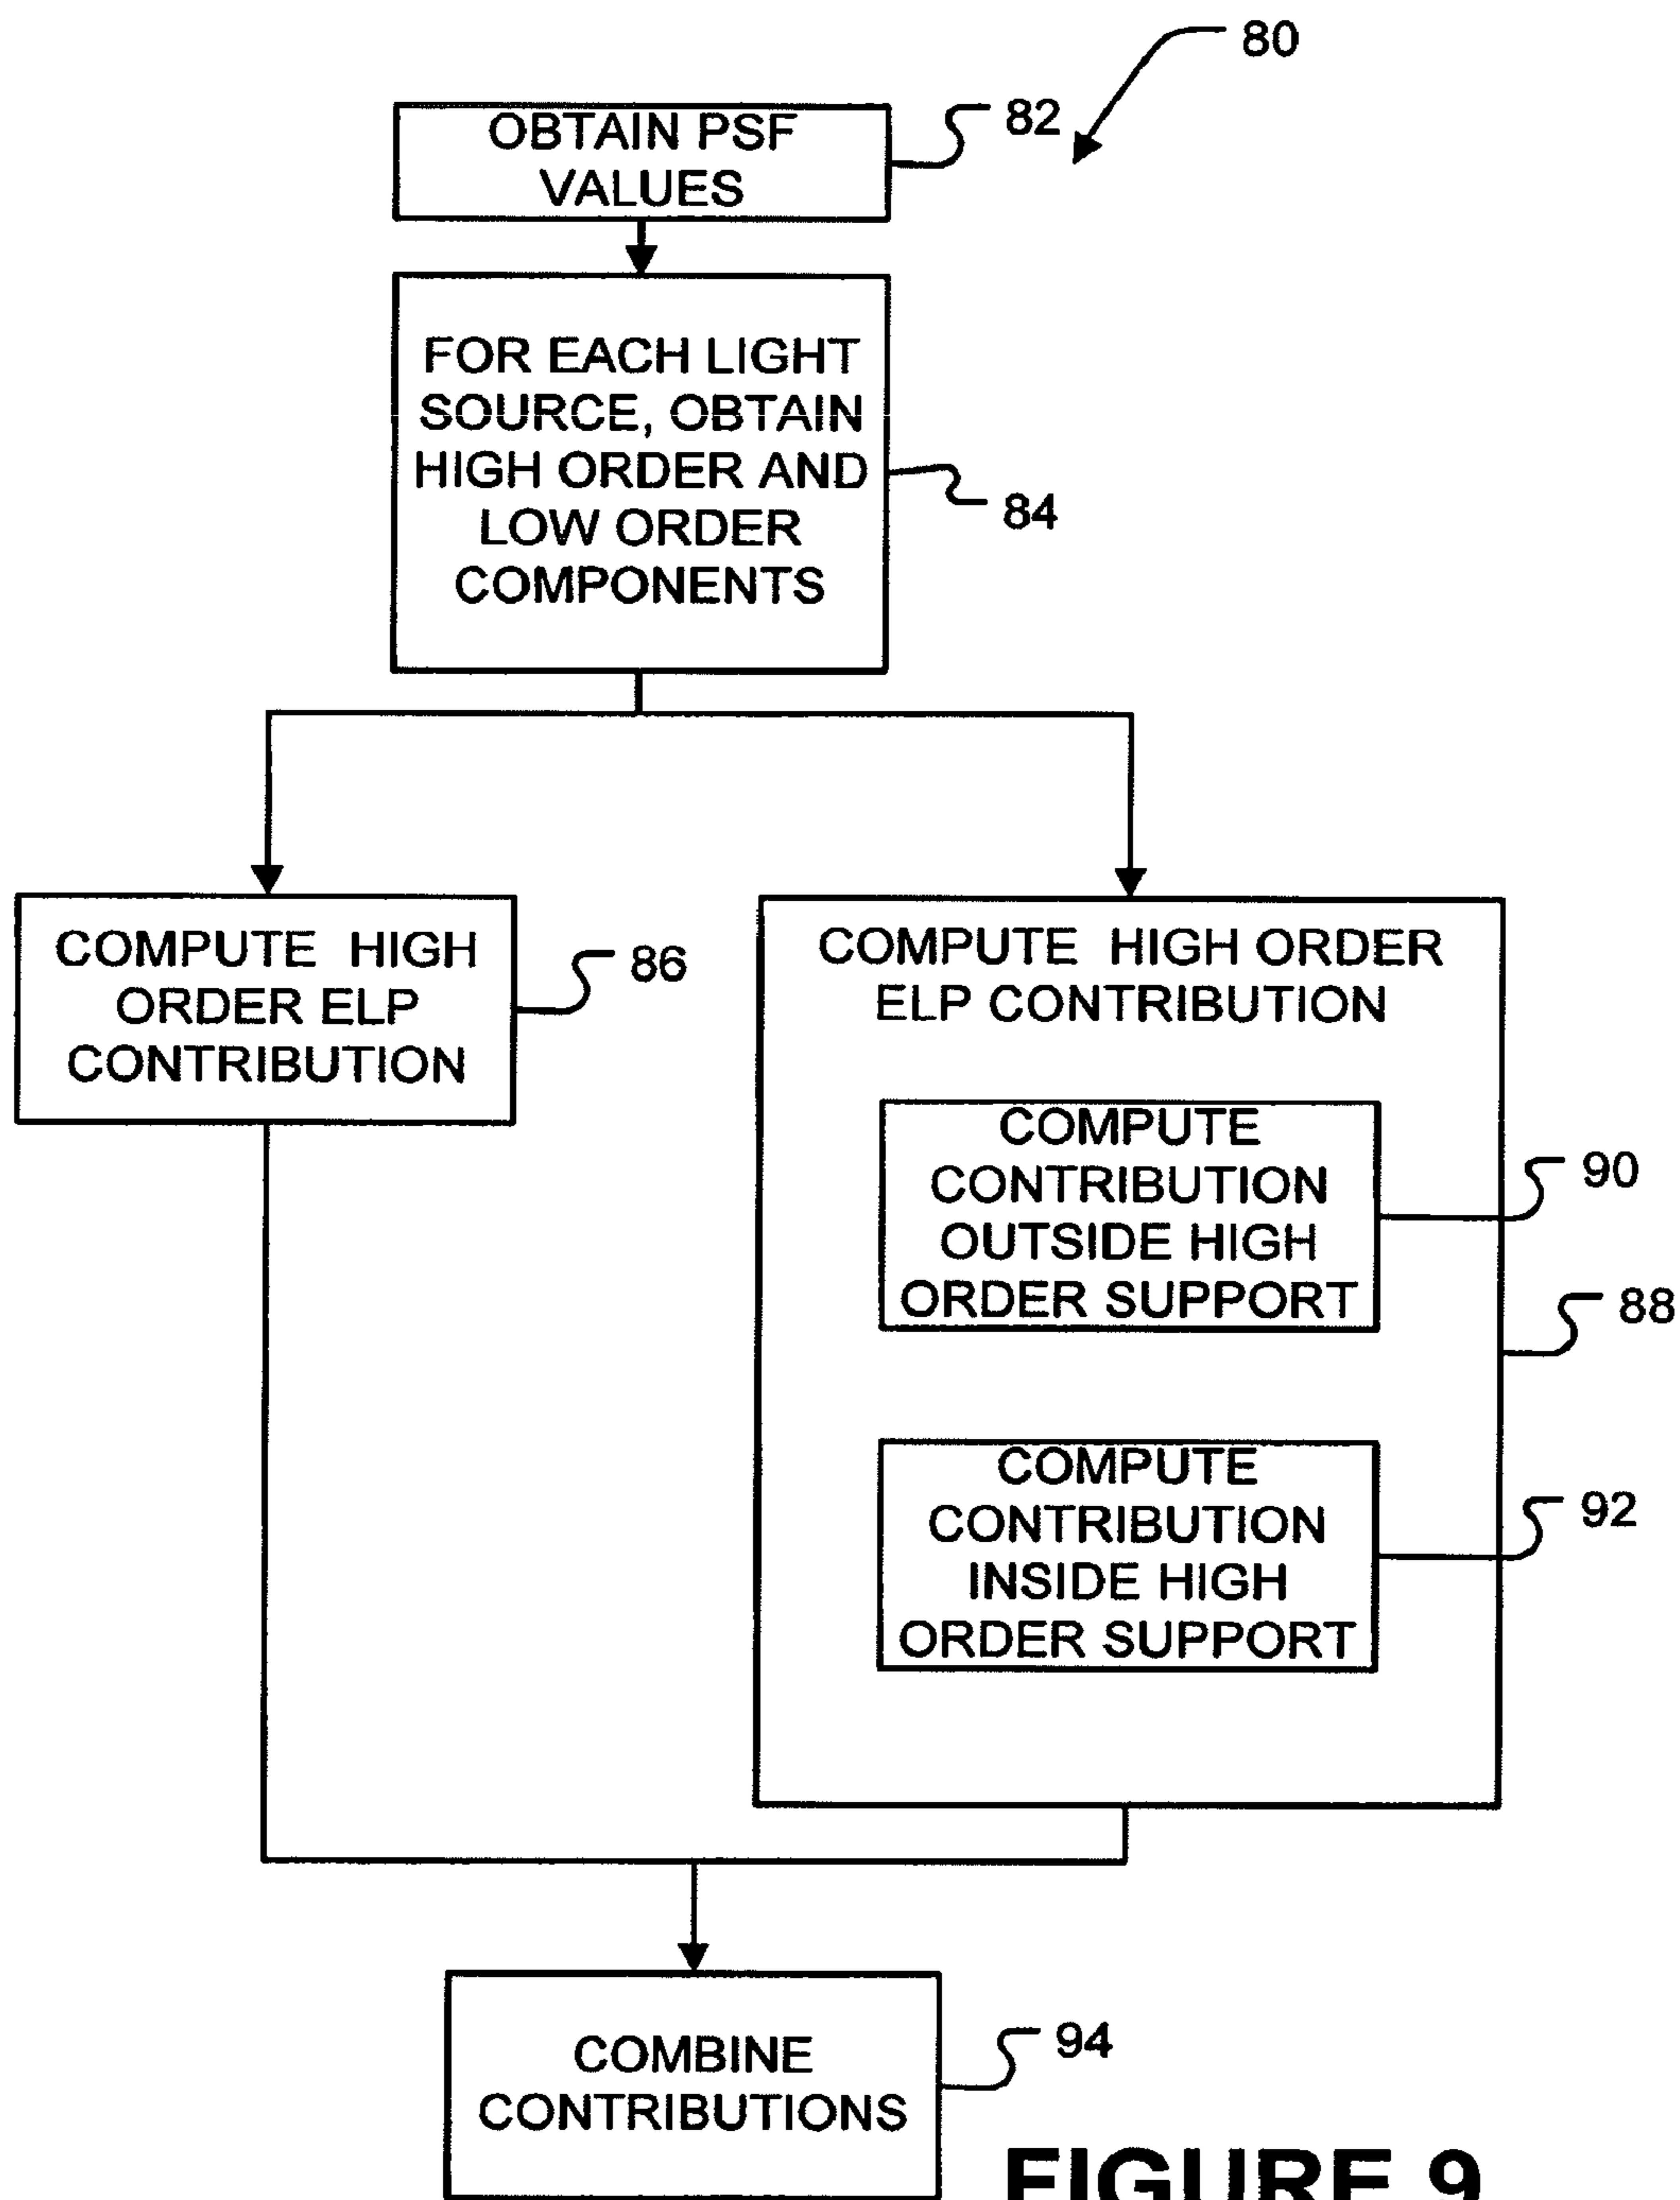 80
OBTAIN PSF
VALUES
82
FOR EACH LIGHT
SOURCE, OBTAIN
HIGH ORDER AND
LOW ORDER
COMPONENTS
84
COMPUTE HIGH
ORDER ELP
CONTRIBUTION
86
COMPUTE HIGH ORDER
ELP CONTRIBUTION
COMPUTE
CONTRIBUTION
OUTSIDE HIGH
ORDER SUPPORT
90
88
COMPUTE
CONTRIBUTION
INSIDE HIGH
ORDER SUPPORT
92
COMBINE
CONTRIBUTIONS
94
FIGURE 9